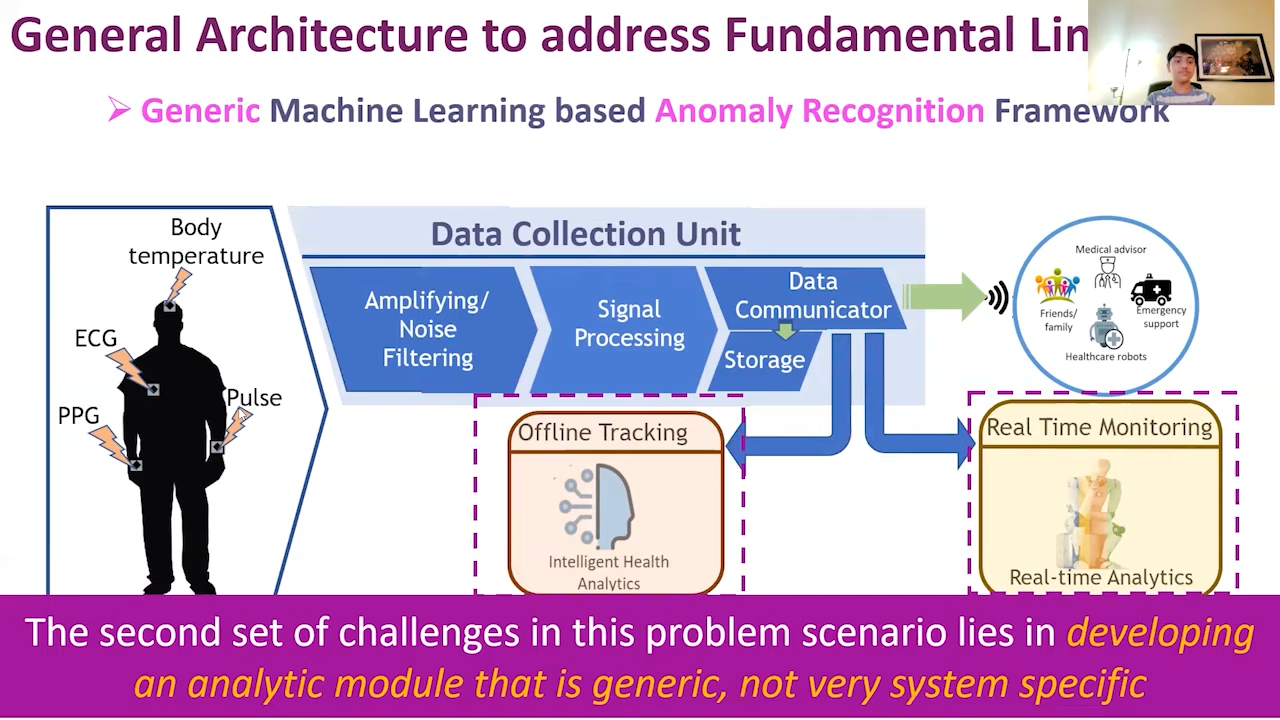 General Architecture to address Fundamental
Generic Machine Learning based Anomaly Recognition Framework
Body
temperature
ECG
PPG
Pulse
Data Collection Unit
Amplifying/
Noise
Filtering
Signal
Processing
Data
Communicator
Storage
Medical advisor
Friends/
family
Emergency
support
Healthcare robots
Offline Tracking
Intelligent Health
Analytics
Real Time Monitoring
Real-time Analytics
The second set of challenges in this problem scenario lies in developing
an analytic module that is generic, not very system specific